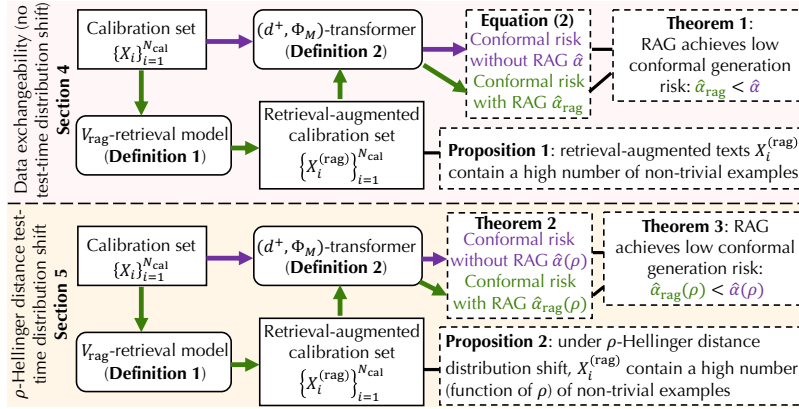 Data exchangeability (no
test-time distribution shift)
Section 4
Calibration set
{X_i}_{i=1}^{N_cal}
(d⁺, Φ_M)-transformer
(Definition 2)
Equation (2)
Conformal risk
without RAG α̂
Conformal risk
with RAG α̂_rag
Theorem 1:
RAG achieves low
conformal generation
risk: α̂_rag < α̂
V_rag-retrieval model
(Definition 1)
Retrieval-augmented
calibration set
{X_i^(rag)}_{i=1}^{N_cal}
Proposition 1: retrieval-augmented texts X_i^(rag)
contain a high number of non-trivial examples
ρ-Hellinger distance test-
time distribution shift
Section 5
Calibration set
{X_i}_{i=1}^{N_cal}
(d⁺, Φ_M)-transformer
(Definition 2)
Theorem 2
Conformal risk
without RAG α̂(ρ)
Conformal risk
with RAG α̂_rag(ρ)
Theorem 3: RAG
achieves low conformal
generation risk:
α̂_rag(ρ) < α̂(ρ)
V_rag-retrieval model
(Definition 1)
Retrieval-augmented
calibration set
{X_i^(rag)}_{i=1}^{N_cal}
Proposition 2: under ρ-Hellinger distance
distribution shift, X_i^(rag) contain a high number
(function of ρ) of non-trivial examples